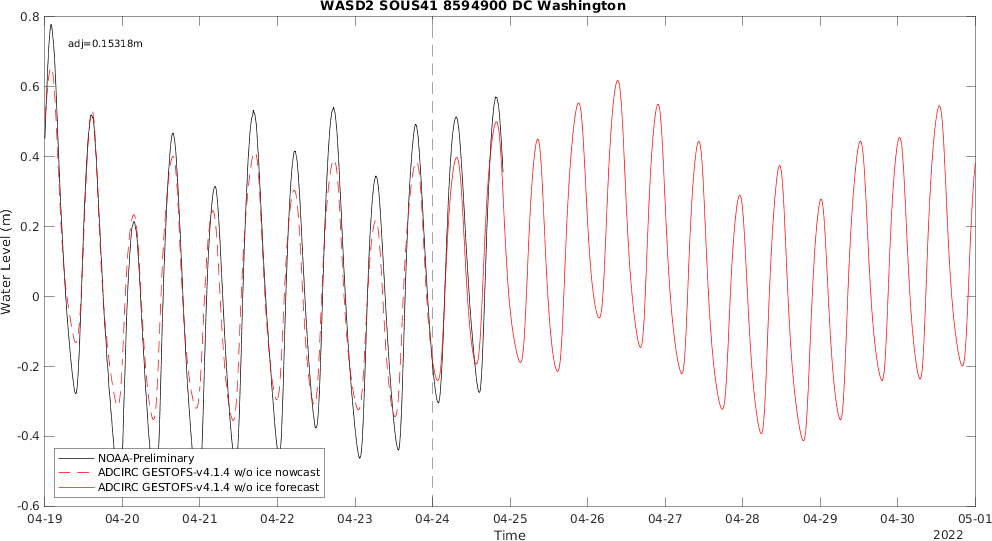 WASD2 SOUS41 8594900 DC Washington
adj=0.15318m
0.8
0.6
0.4
0.2
0
-0.2
-0.4
-0.6
Water Level (m)
NOAA-Preliminary
ADCIRC GESTOFS-v4.1.4 w/o ice nowcast
ADCIRC GESTOFS-v4.1.4 w/o ice forecast
04-19 04-20 04-21 04-22 04-23 04-24 04-25 04-26 04-27 04-28 04-29 04-30 05-01
Time
2022